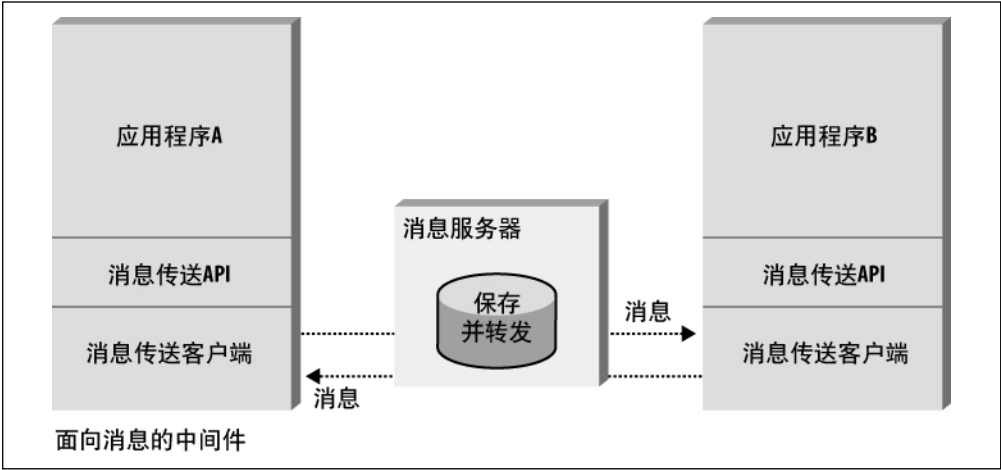 应用程序A
消息传送API
消息传送客户端
消息服务器
保存
并转发
消息
消息
应用程序B
消息传送API
消息传送客户端
面向消息的中间件